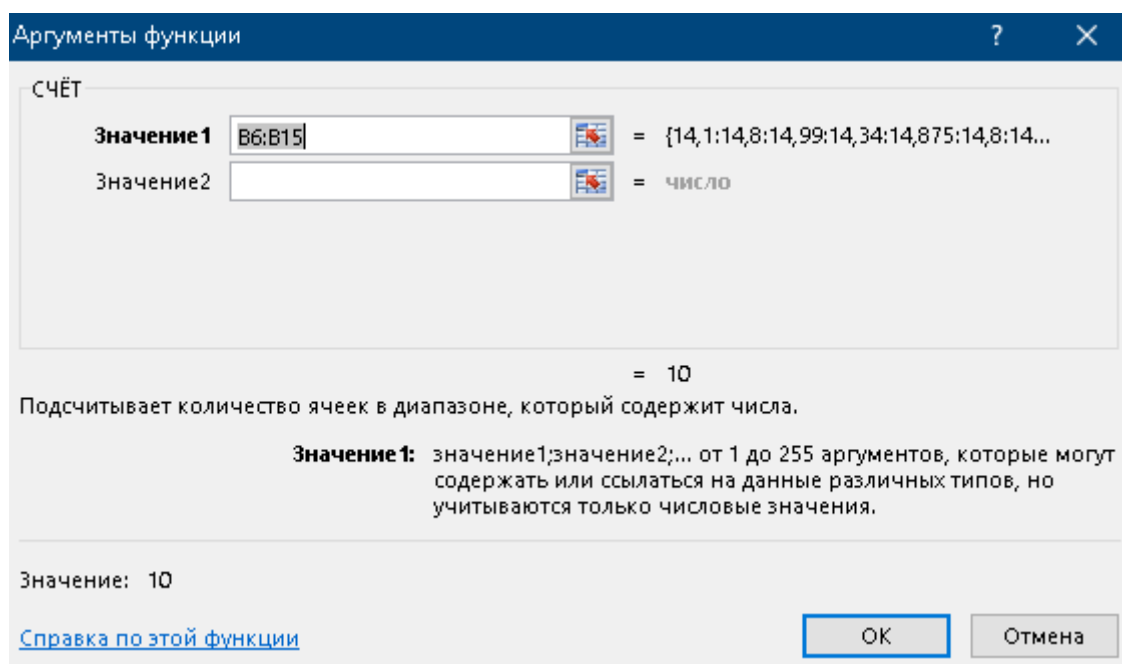 Аргументы функции ? ×
СЧЁТ
Значение1 B6:B15 = {14,1:14,8:14,99:14,34:14,875:14,8:14...
Значение2 = число
= 10
Подсчитывает количество ячеек в диапазоне, который содержит числа.
Значение1: значение1;значение2;... от 1 до 255 аргументов, которые могут
содержать или ссылаться на данные различных типов, но
учитываются только числовые значения.
Значение: 10
Справка по этой функции
ОК Отмена